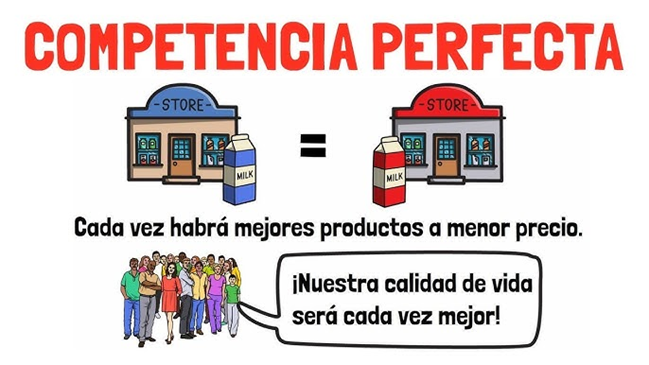 COMPETENCIA PERFECTA
-STORE-
-STORE-
=
MILK
MILK
Cada vez habrá mejores productos a menor precio.
¡Nuestra calidad de vida
será cada vez mejor!